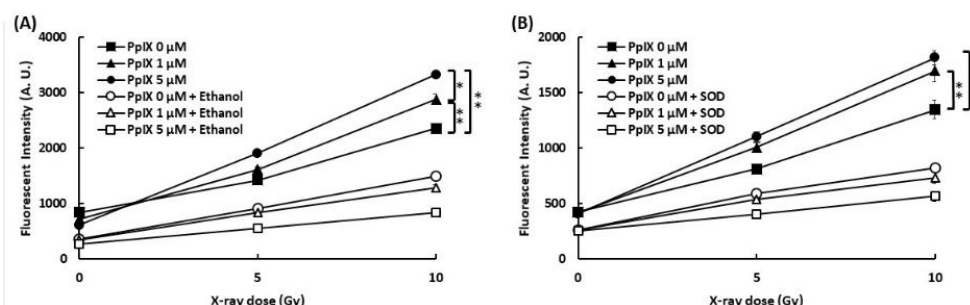 (A)
4000
3000
2000
1000
0
Fluorescent Intensity (A. U.)
PpIX 0 μM
PpIX 1 μM
PpIX 5 μM
PpIX 0 μM + Ethanol
PpIX 1 μM + Ethanol
PpIX 5 μM + Ethanol
*
**
**
0
5
10
X-ray dose (Gy)
(B)
2000
1500
1000
500
0
Fluorescent Intensity (A. U.)
PpIX 0 μM
PpIX 1 μM
PpIX 5 μM
PpIX 0 μM + SOD
PpIX 1 μM + SOD
PpIX 5 μM + SOD
**
0
5
10
X-ray dose (Gy)